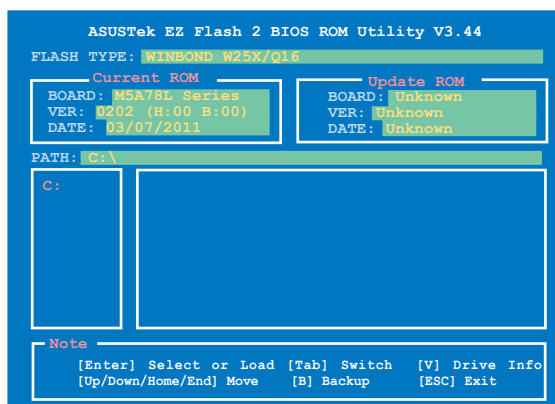 ASUSTek EZ Flash 2 BIOS ROM Utility V3.44
FLASH TYPE: WINBOND W25X/Q16
Current ROM
BOARD: M5A78L Series
VER: 0202 (H:00 B:00)
DATE: 03/07/2011
Update ROM
BOARD: Unknown
VER: Unknown
DATE: Unknown
PATH: C:\
C:
Note
[Enter] Select or Load [Tab] Switch [V] Drive Info
[Up/Down/Home/End] Move [B] Backup [ESC] Exit